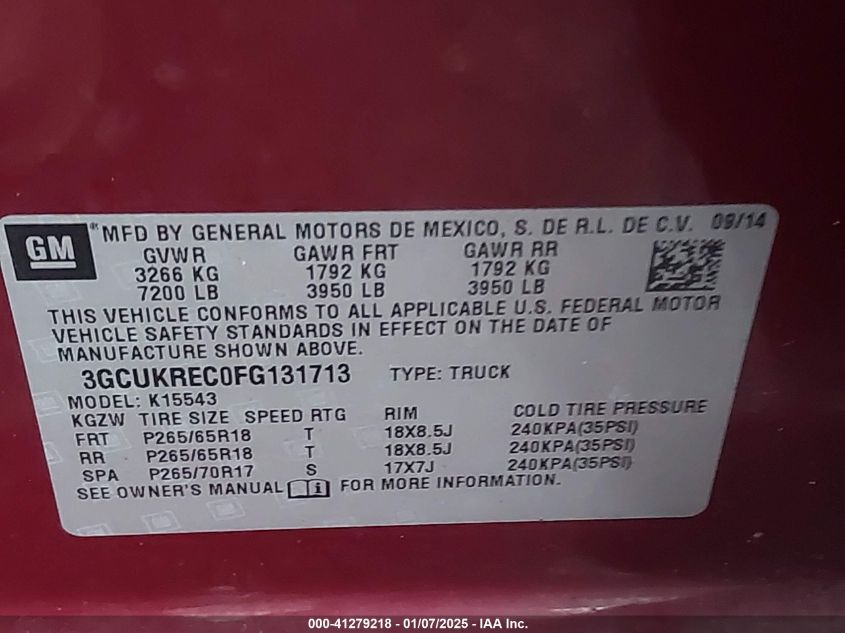 GM
® MFD BY GENERAL MOTORS DE MEXICO, S. DE R.L. DE C.V. 09/14
GVWR GAWR FRT GAWR RR
3266 KG 1792 KG 1792 KG
7200 LB 3950 LB 3950 LB
THIS VEHICLE CONFORMS TO ALL APPLICABLE U.S. FEDERAL MOTOR
VEHICLE SAFETY STANDARDS IN EFFECT ON THE DATE OF
MANUFACTURE SHOWN ABOVE.
3GCUKREC0FG131713 TYPE: TRUCK
MODEL: K15543
KGZW TIRE SIZE SPEED RTG RIM COLD TIRE PRESSURE
FRT P265/65R18 T 18X8.5J 240KPA(35PSI)
RR P265/65R18 T 18X8.5J 240KPA(35PSI)
SPA P265/70R17 S 17X7J 240KPA(35PSI)
SEE OWNER'S MANUAL i FOR MORE INFORMATION.
000-41279218 - 01/07/2025 - IAA Inc.